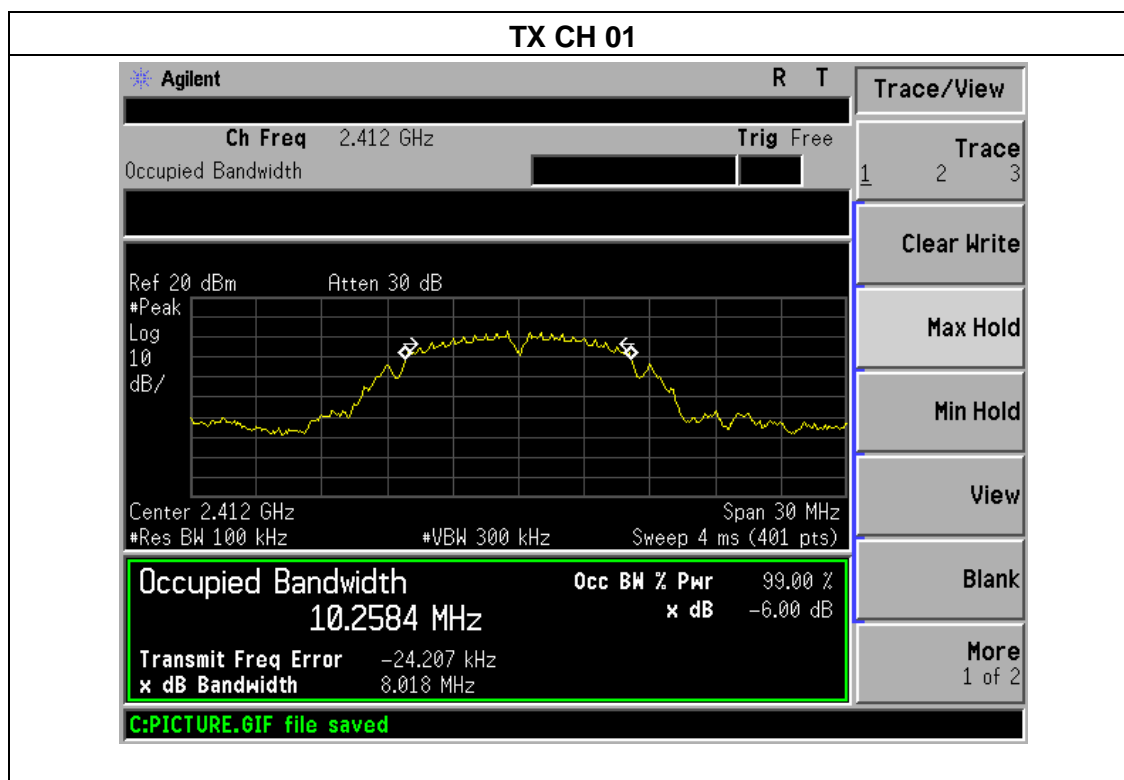 TX CH 01
Agilent R T
Trace/View
Ch Freq 2.412 GHz Trig Free
Occupied Bandwidth
Trace
1 2 3
Clear Write
Ref 20 dBm Atten 30 dB
#Peak
Log
10
dB/
Max Hold
Min Hold
View
Center 2.412 GHz Span 30 MHz
#Res BW 100 kHz #VBW 300 kHz Sweep 4 ms (401 pts)
Occupied Bandwidth Occ BW % Pwr 99.00 %
10.2584 MHz x dB -6.00 dB
Blank
Transmit Freq Error -24.207 kHz
x dB Bandwidth 8.018 MHz
More
1 of 2
C:PICTURE.GIF file saved